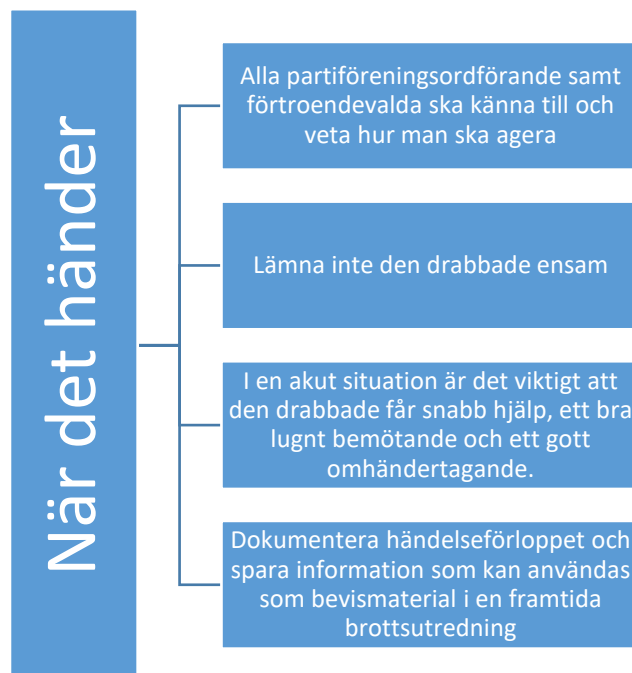 När det händer
Alla partiföreningsordförande samt
förtroendevalda ska känna till och
veta hur man ska agera
Lämna inte den drabbade ensam
I en akut situation är det viktigt att
den drabbade får snabb hjälp, ett bra
lugnt bemötande och ett gott
omhändertagande.
Dokumentera händelseförloppet och
spara information som kan användas
som bevismaterial i en framtida
brottsutredning